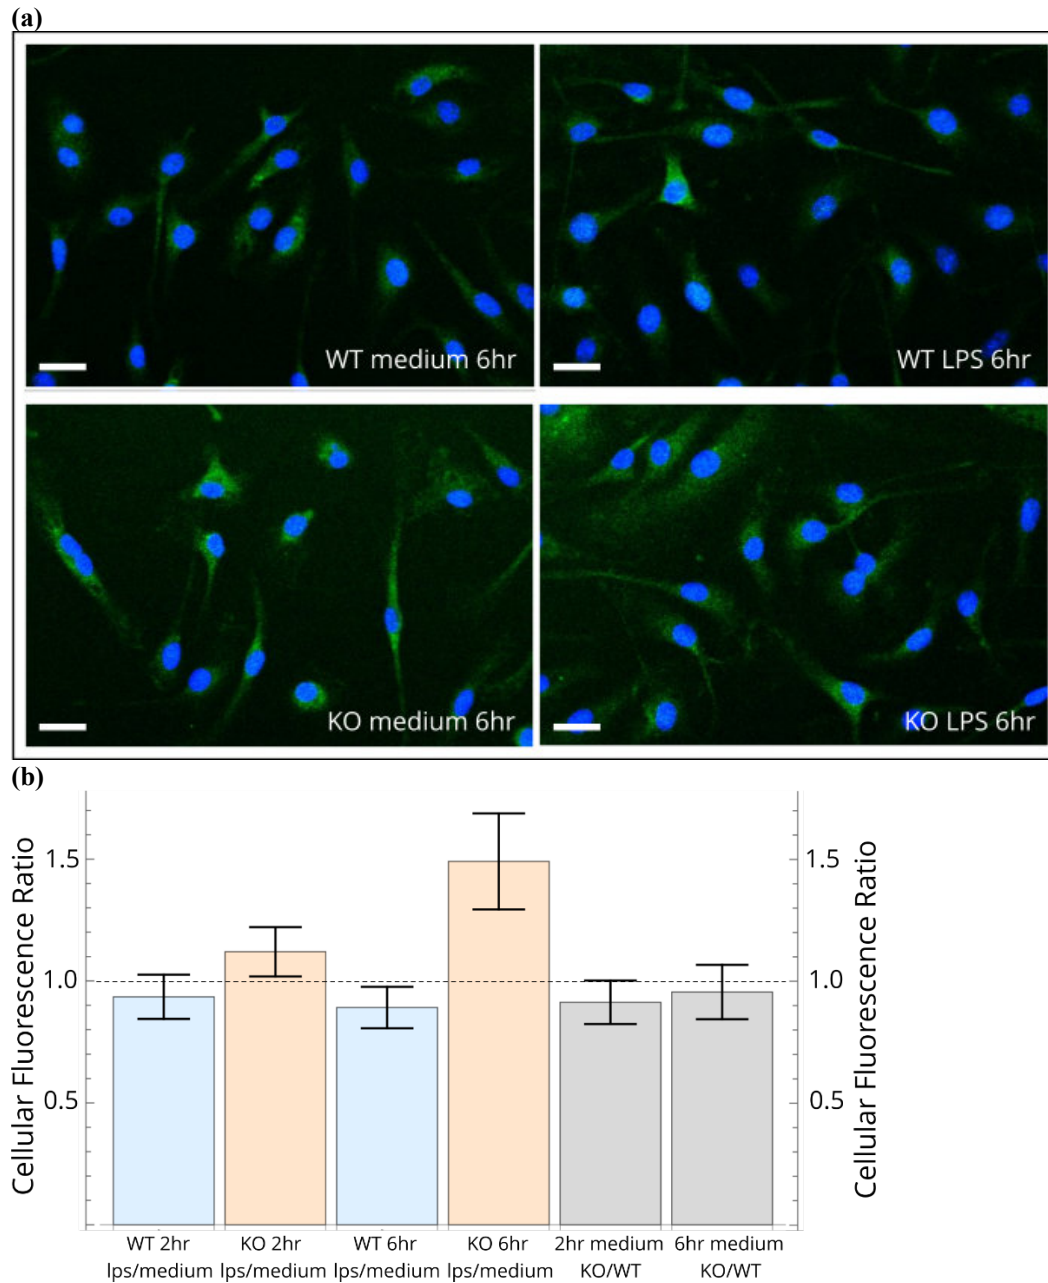 (a)
WT medium 6hr
WT LPS 6hr
KO medium 6hr
KO LPS 6hr
(b)
Cellular Fluorescence Ratio
1.5
1.0
0.5
1.5
1.0
0.5
Cellular Fluorescence Ratio
WT 2hr
lps/medium
KO 2hr
lps/medium
WT 6hr
lps/medium
KO 6hr
lps/medium
2hr medium
KO/WT
6hr medium
KO/WT